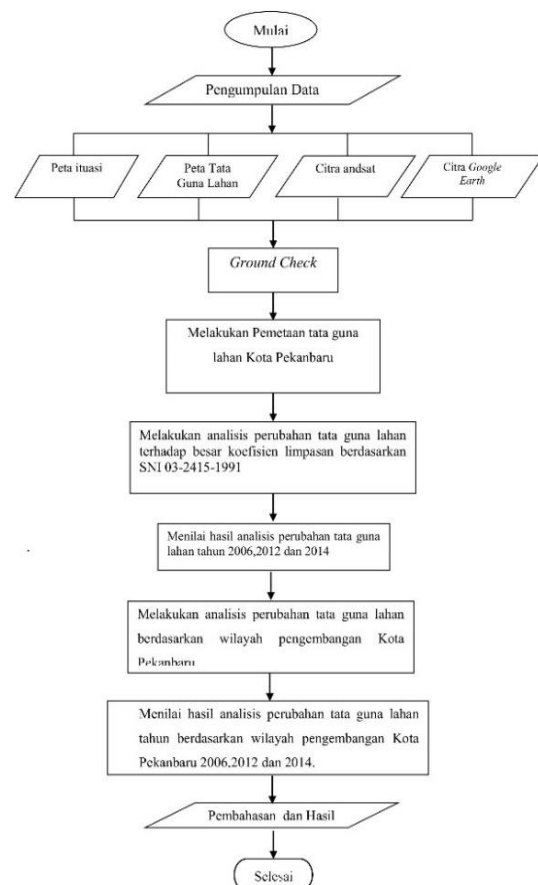 Mulai
Pengumpulan Data
Peta ituasi
Peta Tata
Guna Lahan
Citra andsat
Citra Google
Earth
Ground Check
Melakukan Pemetaan tata guna
lahan Kota Pekanbaru
Melakukan analisis perubahan tata guna lahan
terhadap besar koefisien limpasan berdasarkan
SNI 03-2415-1991
Menilai hasil analisis perubahan tata guna
lahan tahun 2006,2012 dan 2014
Melakukan analisis perubahan tata guna lahan
berdasarkan wilayah pengembangan Kota
Pekanbaru
Menilai hasil analisis perubahan tata guna lahan
tahun berdasarkan wilayah pengembangan Kota
Pekanbaru 2006,2012 dan 2014.
Pembahasan dan Hasil
Selesai